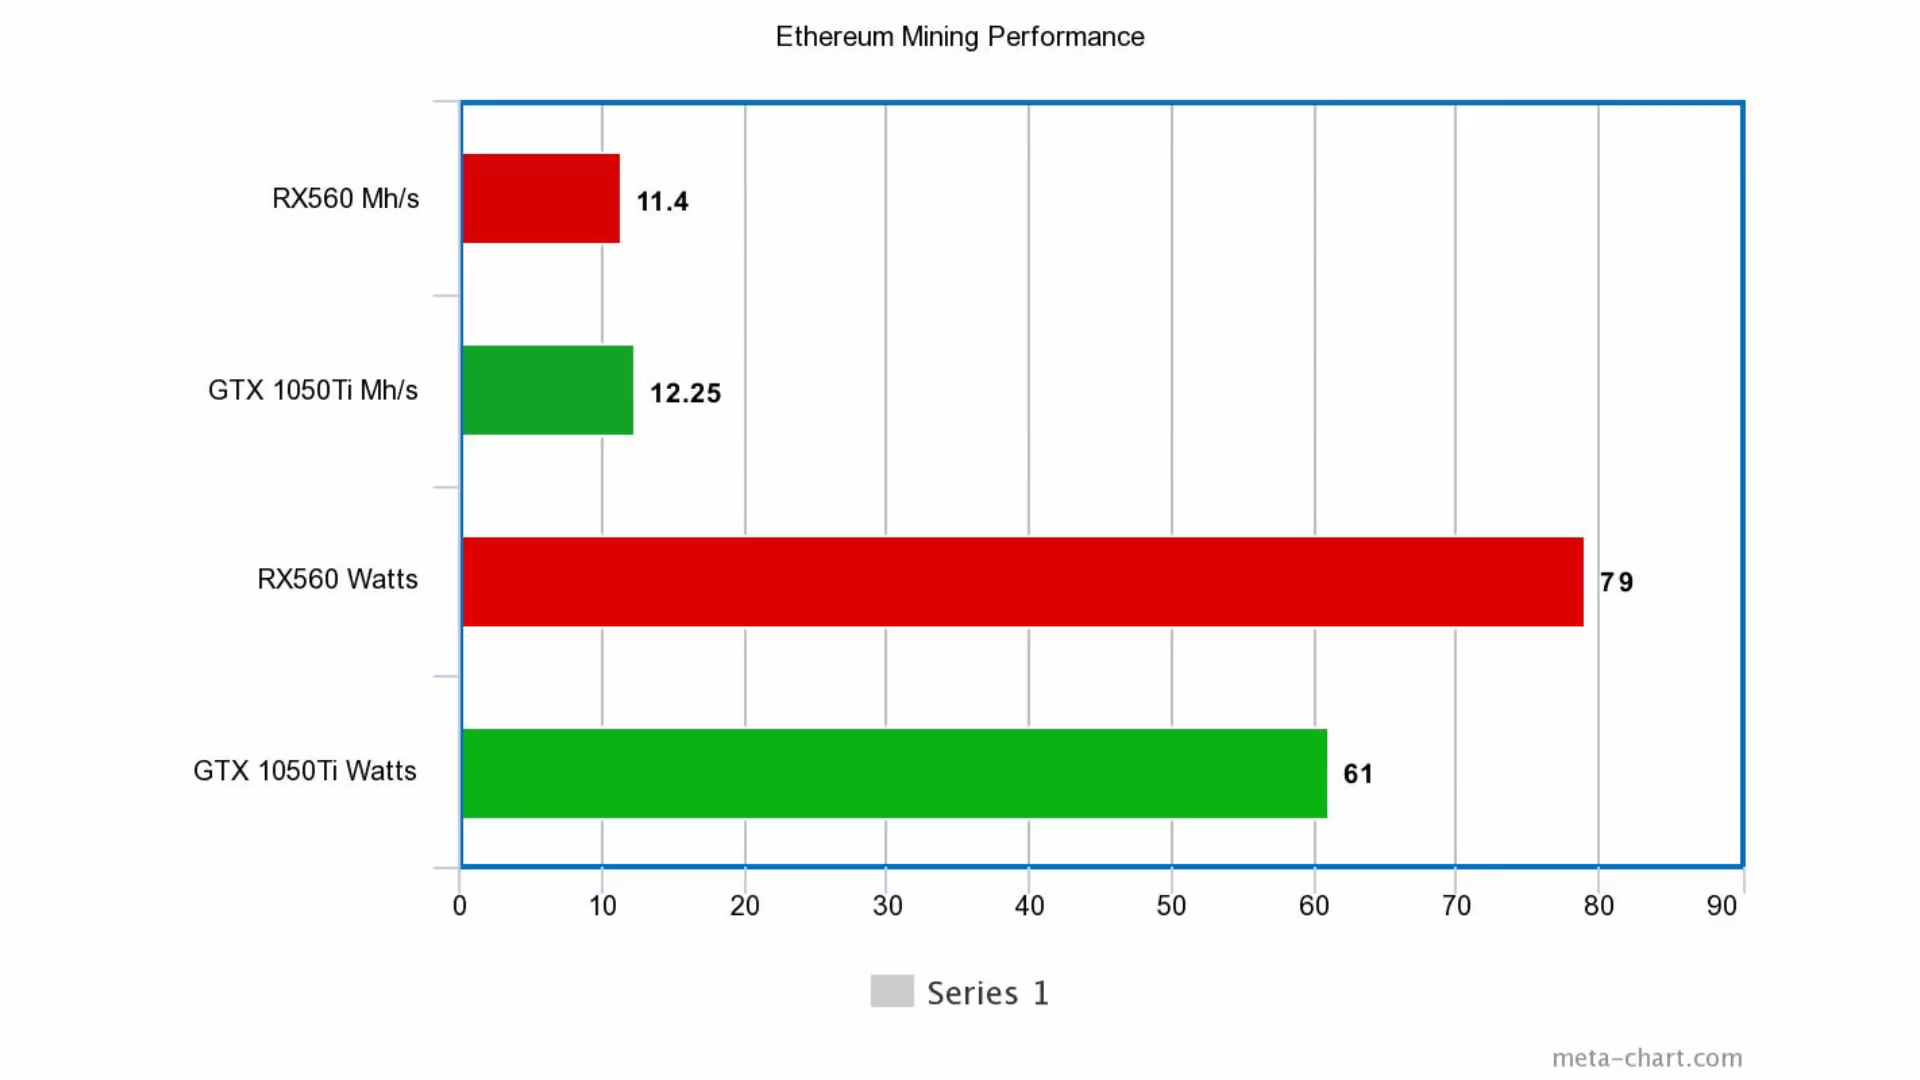 Ethereum Mining Performance
RX560 Mh/s
11.4
GTX 1050Ti Mh/s
12.25
RX560 Watts
79
GTX 1050Ti Watts
61
0 10 20 30 40 50 60 70 80 90
Series 1
meta-chart.com